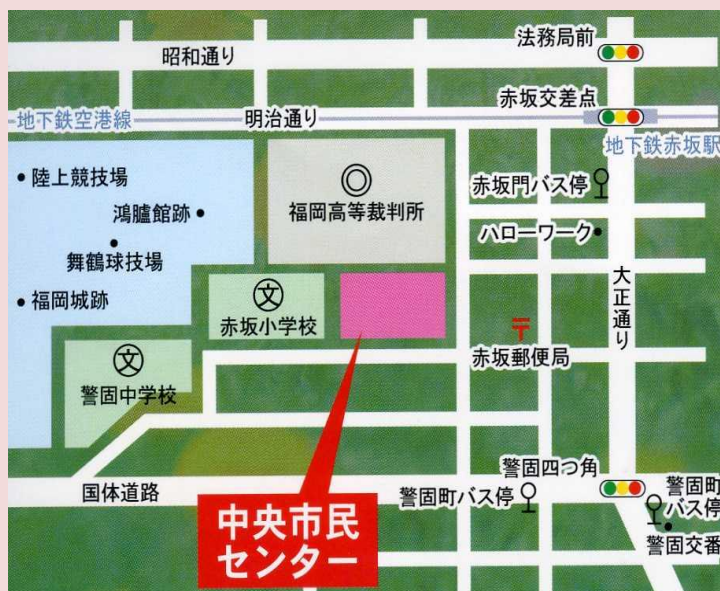 法務局前
昭和通り
赤坂交差点
地下鉄空港線
明治通り
地下鉄赤坂駅
陸上競技場
赤坂門バス停
鴻臚館跡
福岡高等裁判所
ハローワーク
舞鶴球技場
大正通り
福岡城跡
文
赤坂小学校
〒
赤坂郵便局
文
警固中学校
警固四つ角
国体道路
警固町バス停
警固町
バス停
中央市民
センター
警固交番